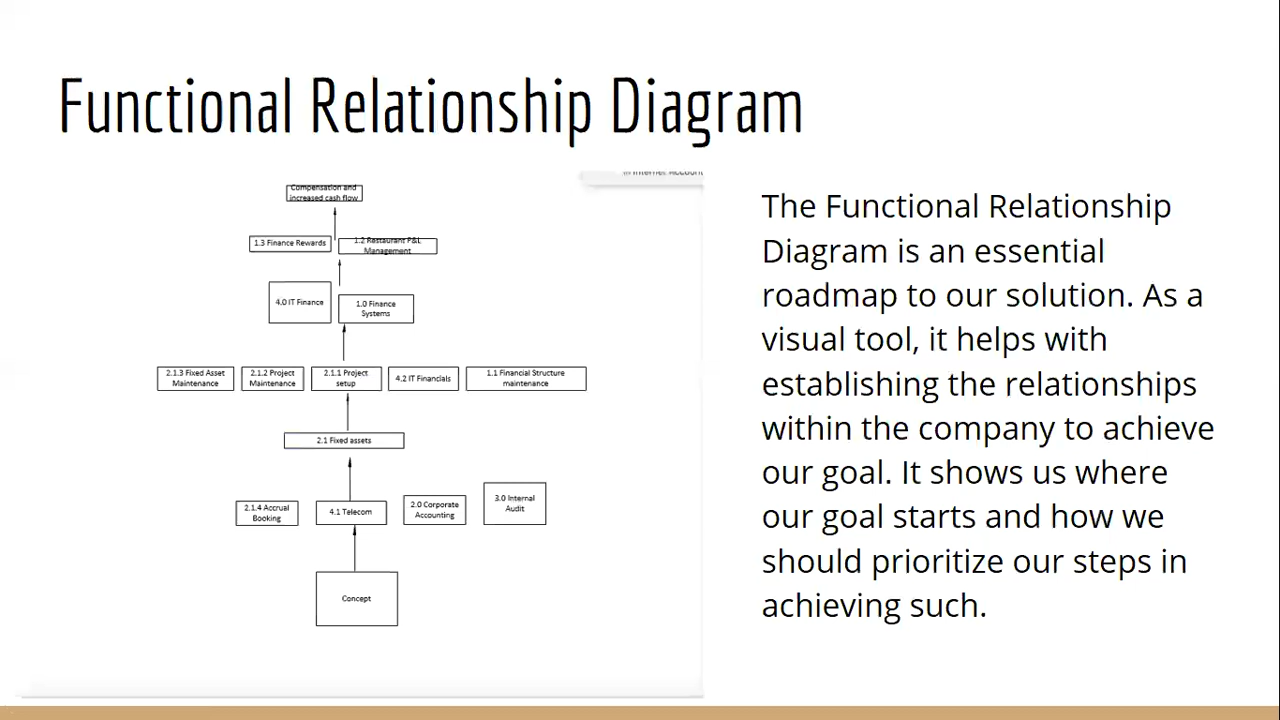 Functional Relationship Diagram
Internet Account
Compensation and
increased cash flow
1.3 Finance Rewards
1.2 Restaurant P&L
Management
4.0 IT Finance
1.0 Finance
Systems
2.1.3 Fixed Asset
Maintenance
2.1.2 Project
Maintenance
2.1.1 Project
setup
4.2 IT Financials
1.1 Financial Structure
maintenance
2.1 Fixed assets
2.1.4 Accrual
Booking
4.1 Telecom
2.0 Corporate
Accounting
3.0 Internal
Audit
Concept
The Functional Relationship
Diagram is an essential
roadmap to our solution. As a
visual tool, it helps with
establishing the relationships
within the company to achieve
our goal. It shows us where
our goal starts and how we
should prioritize our steps in
achieving such.